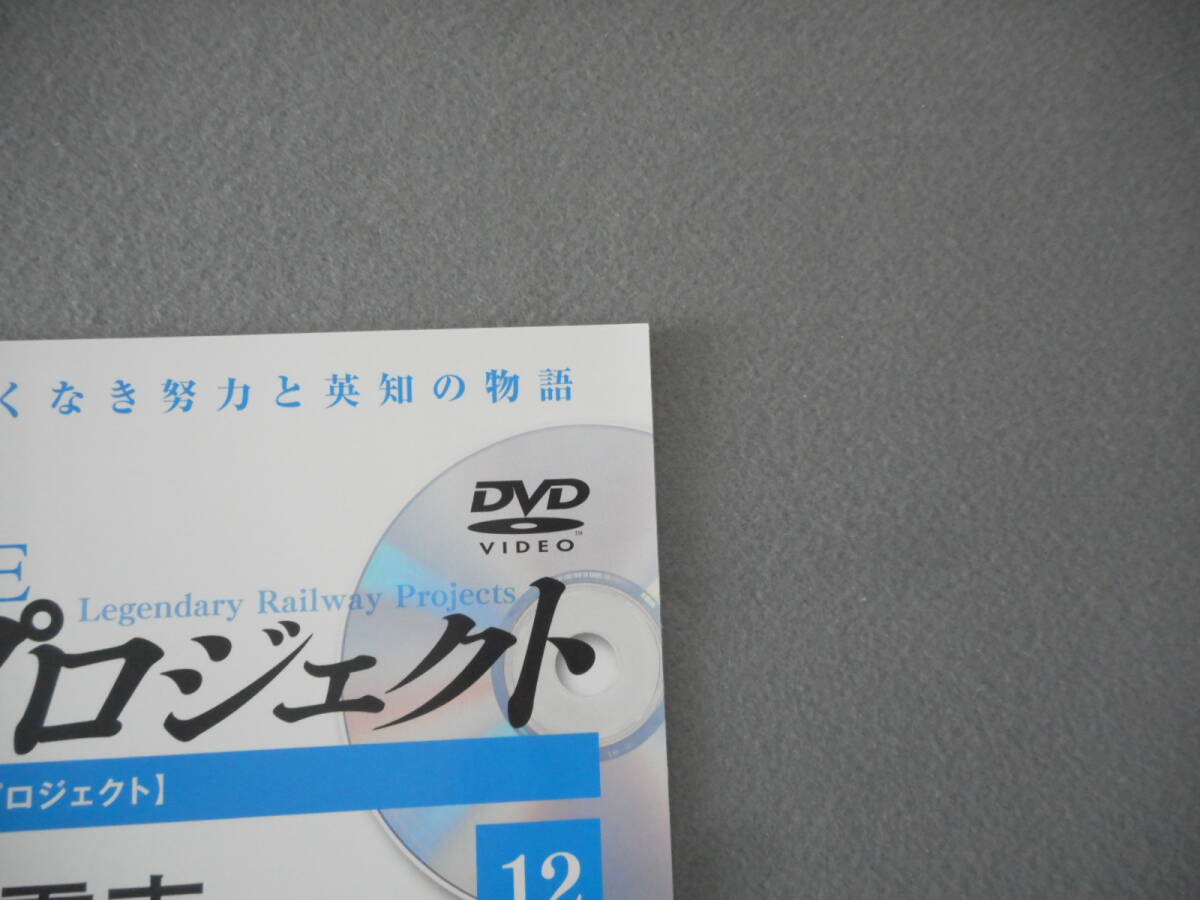 くなき努力と英知の物語
DVD
VIDEO
E
Legendary Railway Projects
プロジェクト
プロジェクト】
12